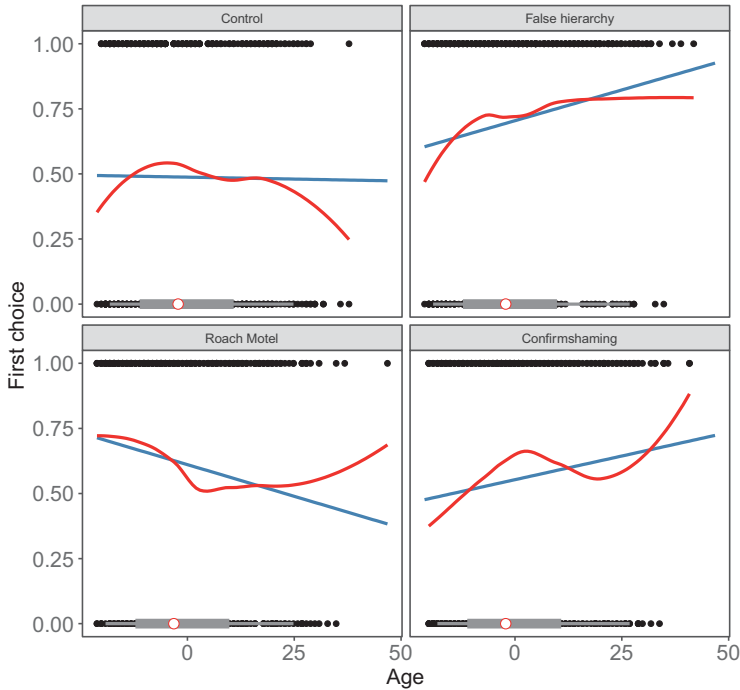 Control
False hierarchy
1.00
0.75
0.50
0.25
0.00
Roach Motel
Confirmshaming
1.00
0.75
0.50
0.25
0.00
First choice
0
25
50
0
25
50
Age